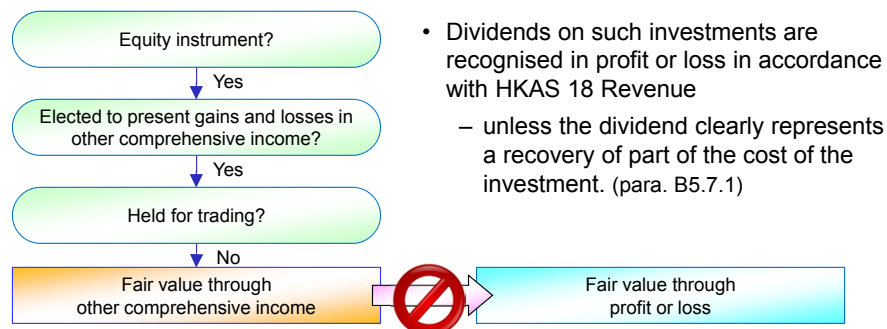 Equity instrument?
Yes
Elected to present gains and losses in
other comprehensive income?
Yes
Held for trading?
No
Fair value through
other comprehensive income
Fair value through
profit or loss
• Dividends on such investments are
recognised in profit or loss in accordance
with HKAS 18 Revenue
– unless the dividend clearly represents
a recovery of part of the cost of the
investment. (para. B5.7.1)